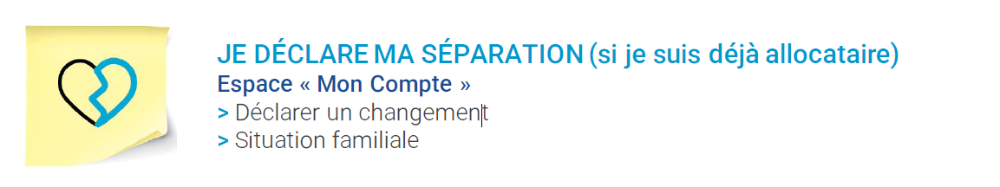 JE DÉCLARE MA SÉPARATION (si je suis déjà allocataire)
Espace « Mon Compte »
> Déclarer un changement
> Situation familiale